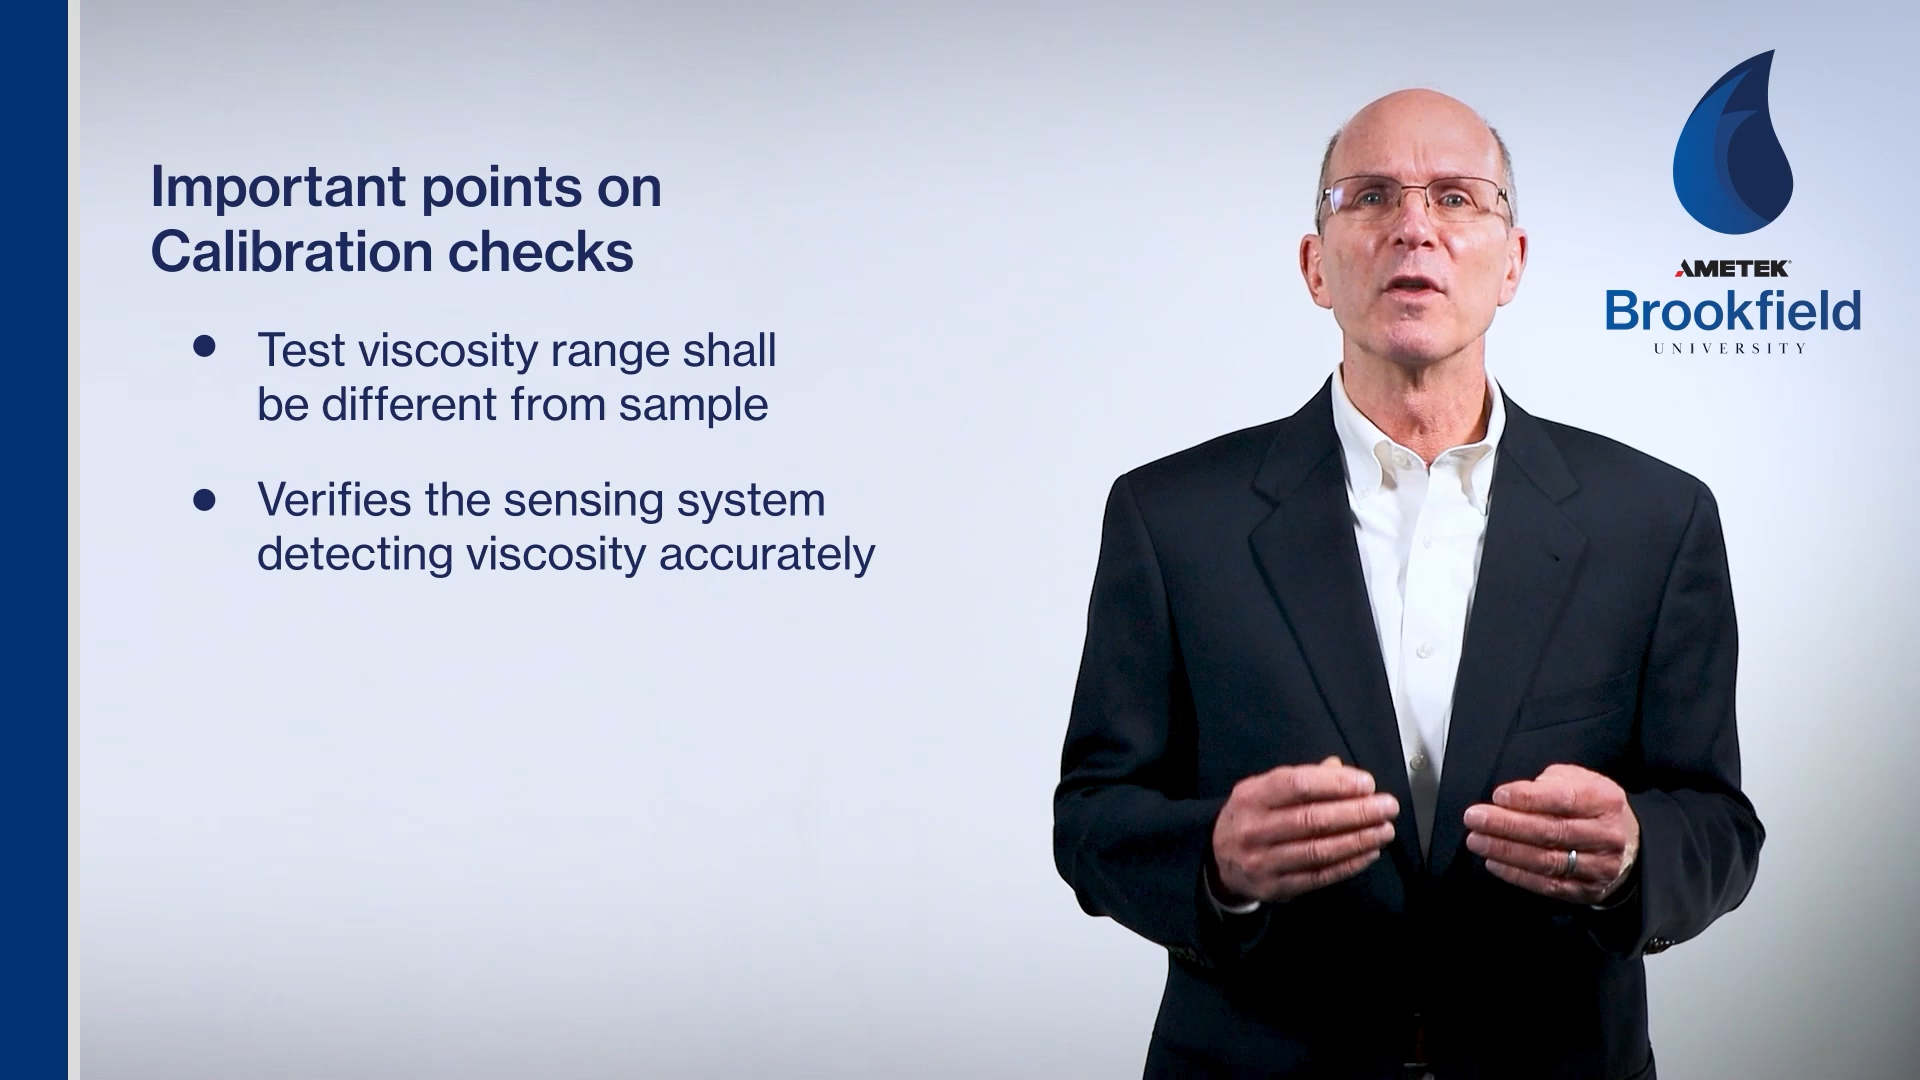 Important points on
Calibration checks
● Test viscosity range shall
be different from sample
● Verifies the sensing system
detecting viscosity accurately
AMETEK®
Brookfield
UNIVERSITY